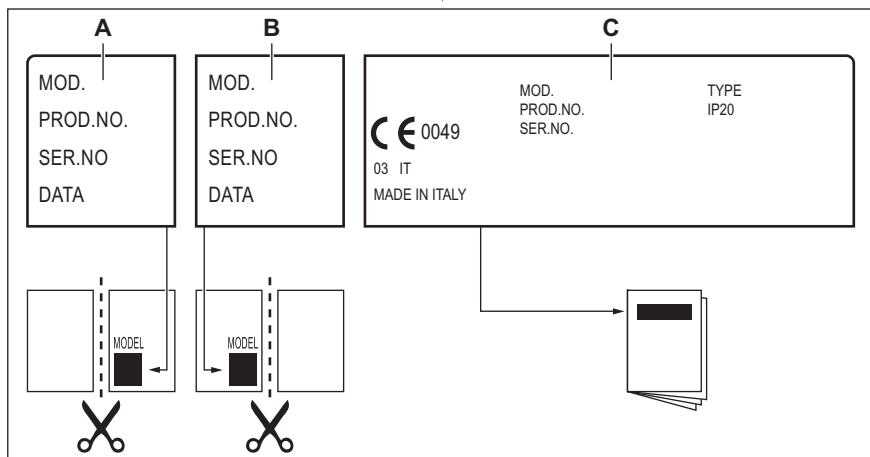 A
B
C
MOD.
PROD.NO.
SER.NO
DATA
MOD.
PROD.NO.
SER.NO
DATA
MOD.
PROD.NO.
SER.NO.
TYPE
IP20
CE 0049
03 IT
MADE IN ITALY
MODEL
MODEL